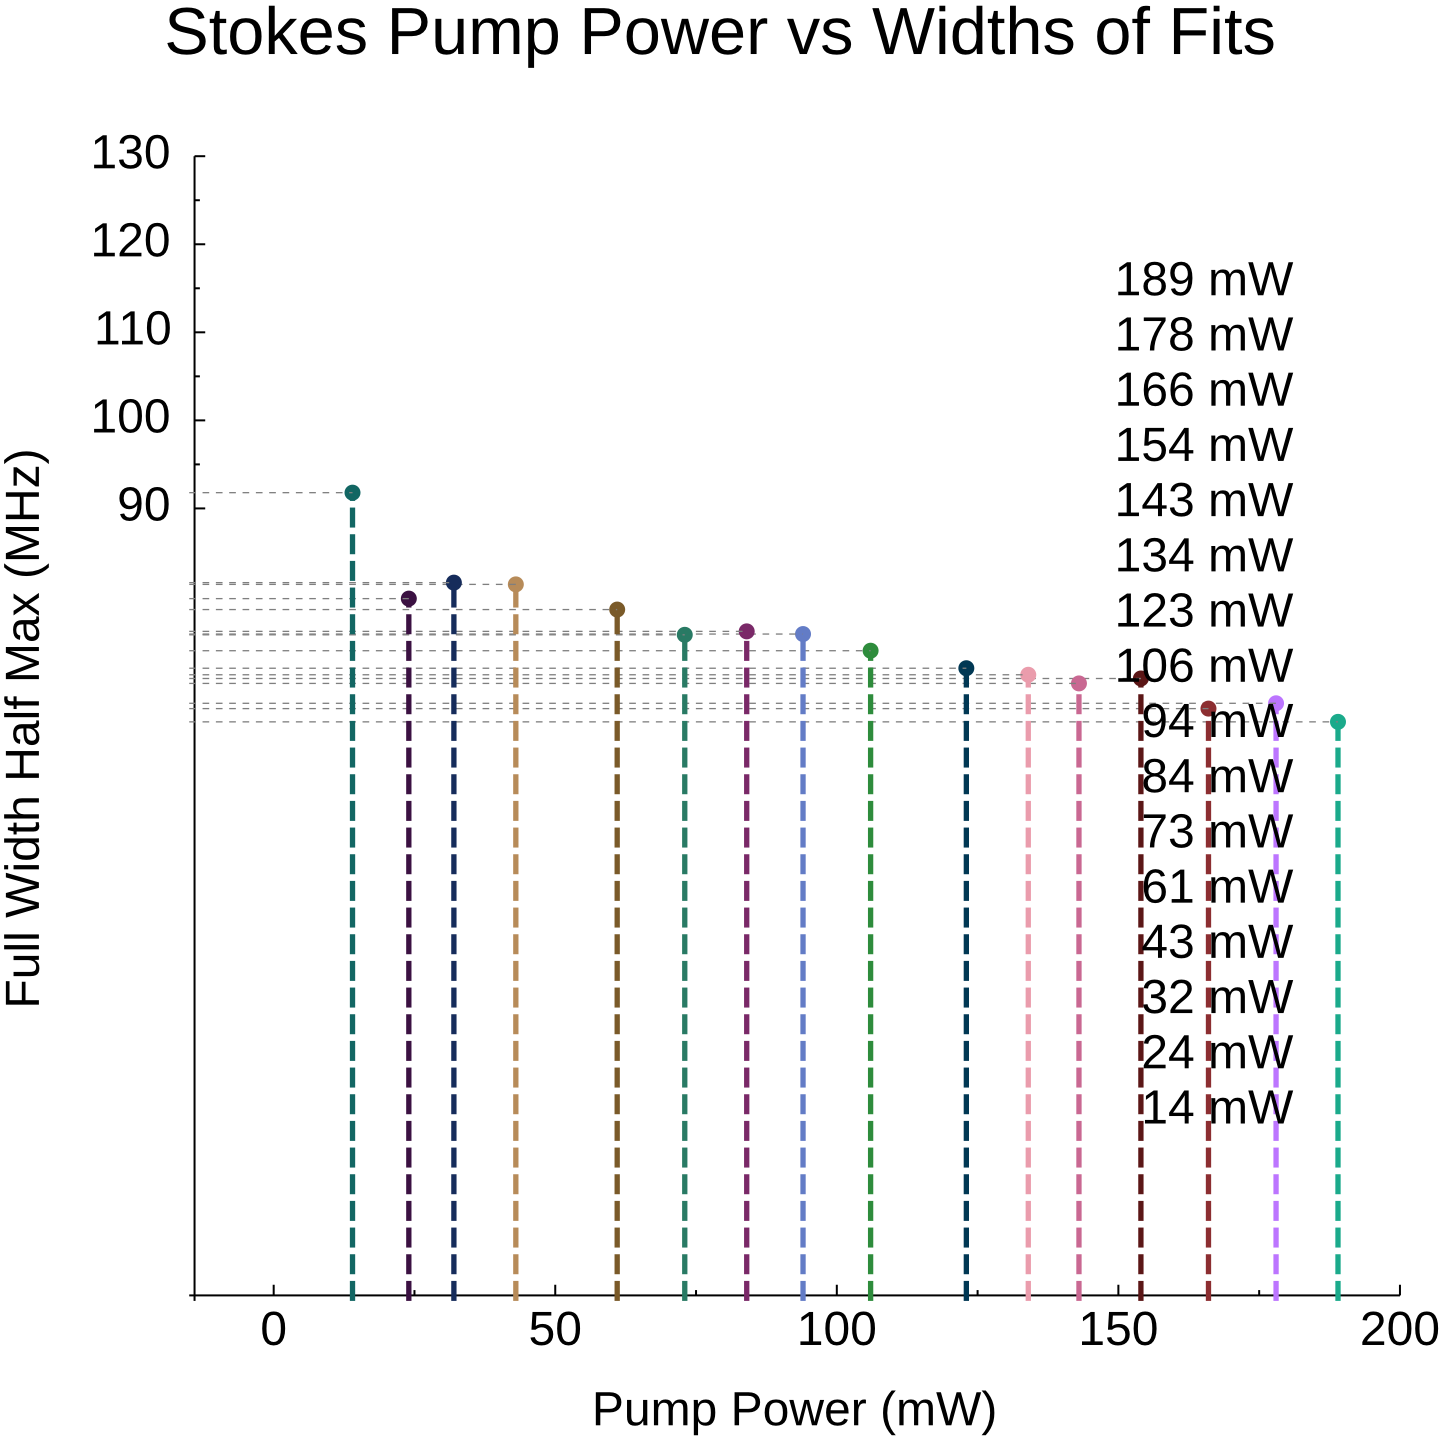 Stokes Pump Power vs Widths of Fits
130
120
110
100
90
Full Width Half Max (MHz)
189 mW
178 mW
166 mW
154 mW
143 mW
134 mW
123 mW
106 mW
94 mW
84 mW
73 mW
61 mW
43 mW
32 mW
24 mW
14 mW
0 50 100 150 200
Pump Power (mW)